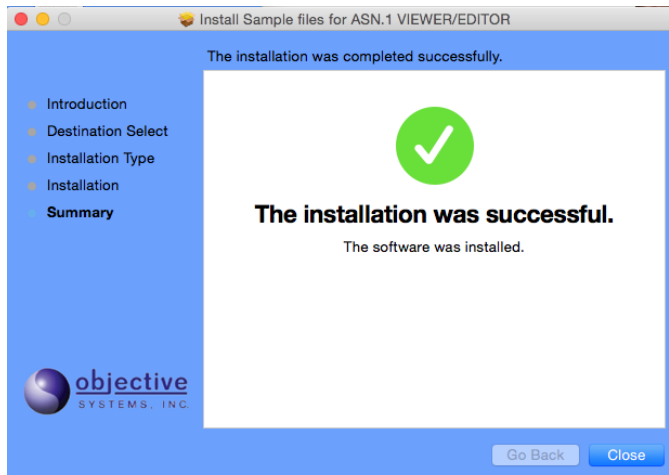 Install Sample files for ASN.1 VIEWER/EDITOR
The installation was completed successfully.
Introduction
Destination Select
Installation Type
Installation
Summary
The installation was successful.
The software was installed.
objective
SYSTEMS, INC.
Go Back
Close